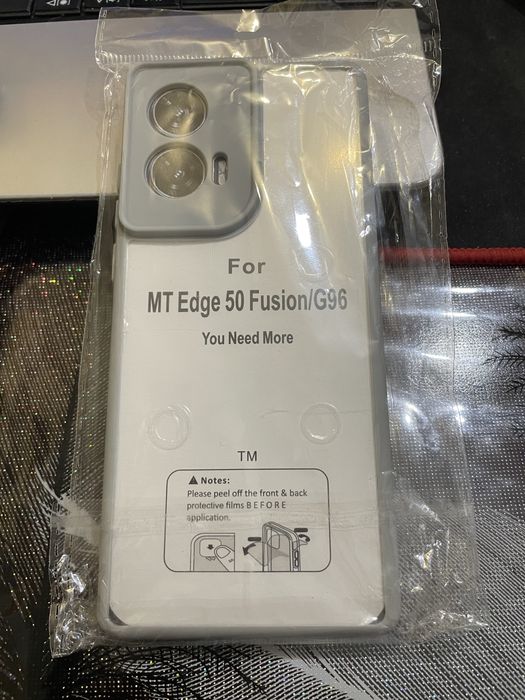 For
MT Edge 50 Fusion/G96
You Need More
TM
Notes:
Please peel off the front & back
protective films B E F O R E
application.